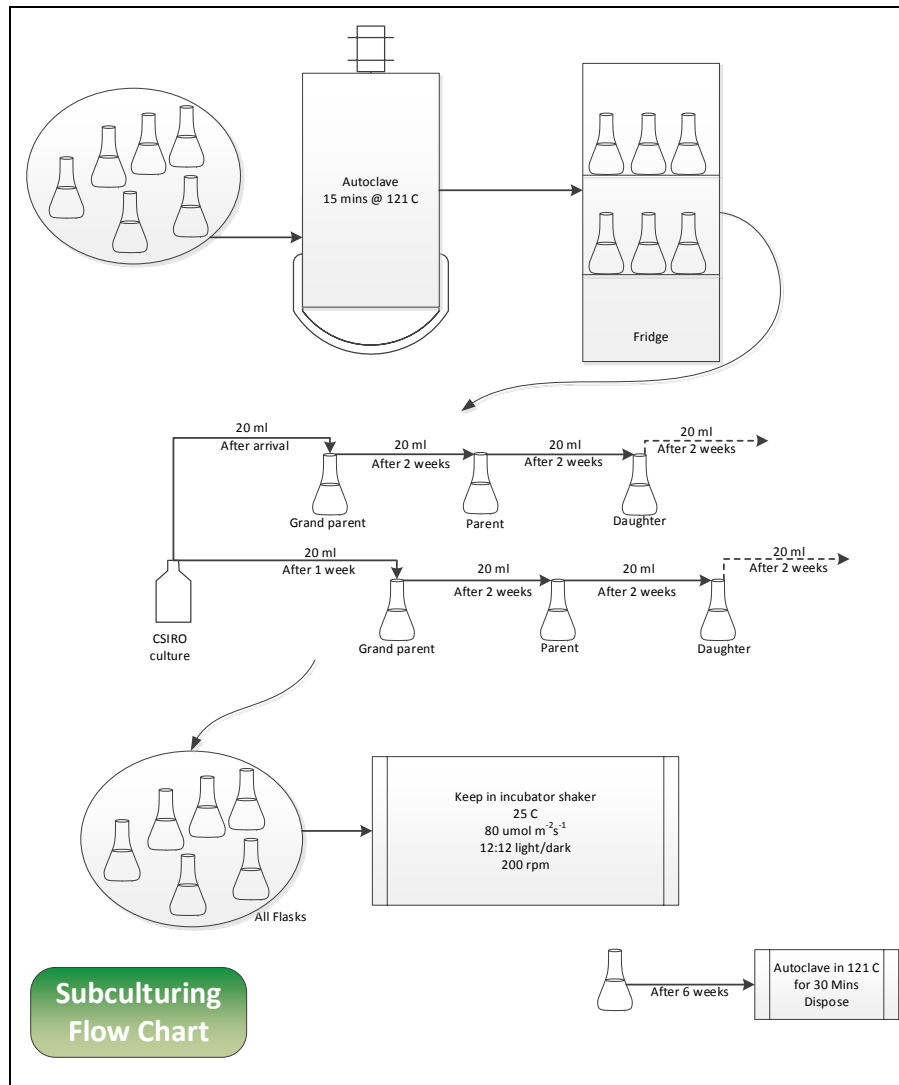 Autoclave
15 mins @ 121 C
Fridge
20 ml
After arrival
20 ml
After 2 weeks
20 ml
After 2 weeks
20 ml
After 2 weeks
Grand parent
Parent
Daughter
20 ml
After 1 week
20 ml
After 2 weeks
20 ml
After 2 weeks
20 ml
After 2 weeks
CSIRO
culture
Grand parent
Parent
Daughter
Keep in incubator shaker
25 C
80 umol m⁻²s⁻¹
12:12 light/dark
200 rpm
All Flasks
After 6 weeks
Autoclave in 121 C
for 30 Mins
Dispose
Subculturing
Flow Chart